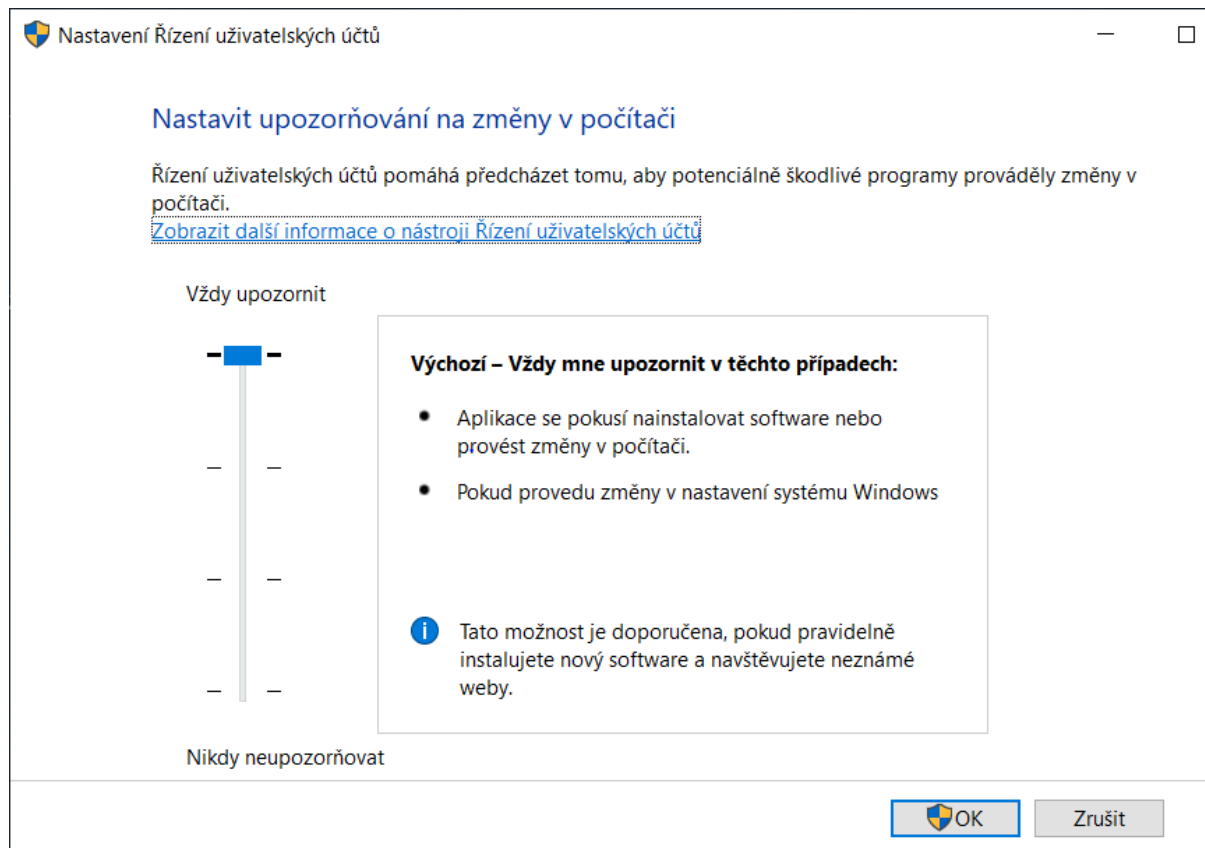 Nastavení Řízení uživatelských účtů
Nastavit upozorňování na změny v počítači
Řízení uživatelských účtů pomáhá předcházet tomu, aby potenciálně škodlivé programy prováděly změny v
počítači.
Zobrazit další informace o nástroji Řízení uživatelských účtů
Vždy upozornit
Výchozí – Vždy mne upozornit v těchto případech:
Aplikace se pokusí nainstalovat software nebo
provést změny v počítači.
Pokud provedu změny v nastavení systému Windows
Tato možnost je doporučena, pokud pravidelně
instalujete nový software a navštěvujete neznámé
weby.
Nikdy neupozorňovat
OK
Zrušit